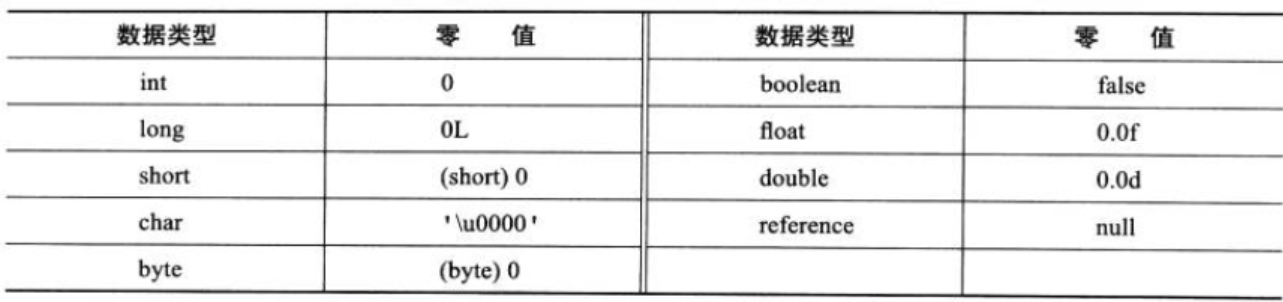 数据类型 零 值 数据类型 零 值
int 0 boolean false
long 0L float 0.0f
short (short) 0 double 0.0d
char '\u0000' reference null
byte (byte) 0